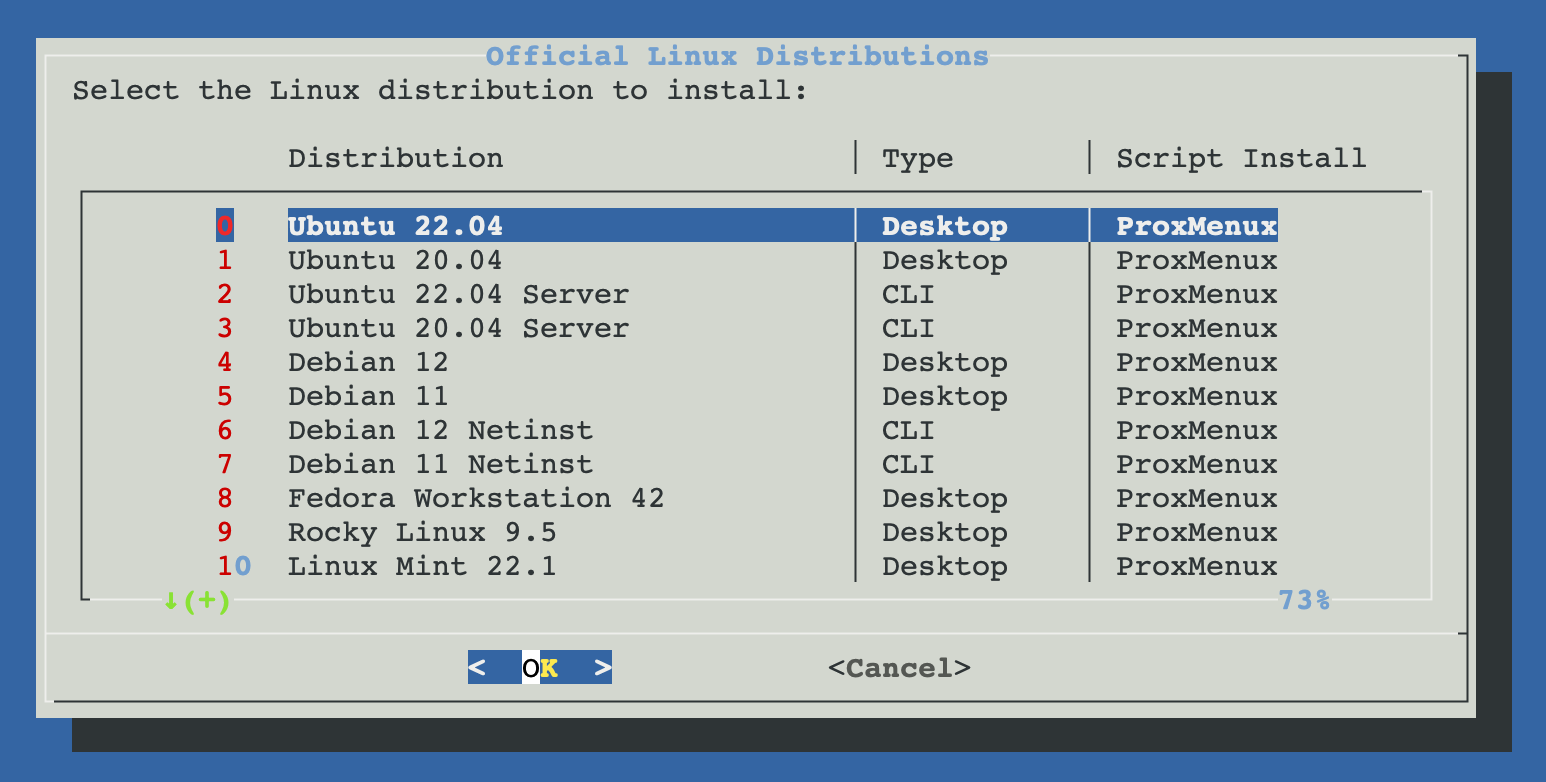 Official Linux Distributions
Select the Linux distribution to install:
Distribution │ Type │ Script Install
0 Ubuntu 22.04 │ Desktop │ ProxMenux
1 Ubuntu 20.04 │ Desktop │ ProxMenux
2 Ubuntu 22.04 Server │ CLI │ ProxMenux
3 Ubuntu 20.04 Server │ CLI │ ProxMenux
4 Debian 12 │ Desktop │ ProxMenux
5 Debian 11 │ Desktop │ ProxMenux
6 Debian 12 Netinst │ CLI │ ProxMenux
7 Debian 11 Netinst │ CLI │ ProxMenux
8 Fedora Workstation 42 │ Desktop │ ProxMenux
9 Rocky Linux 9.5 │ Desktop │ ProxMenux
10 Linux Mint 22.1 │ Desktop │ ProxMenux
↓(+) 73%
< OK > <Cancel>